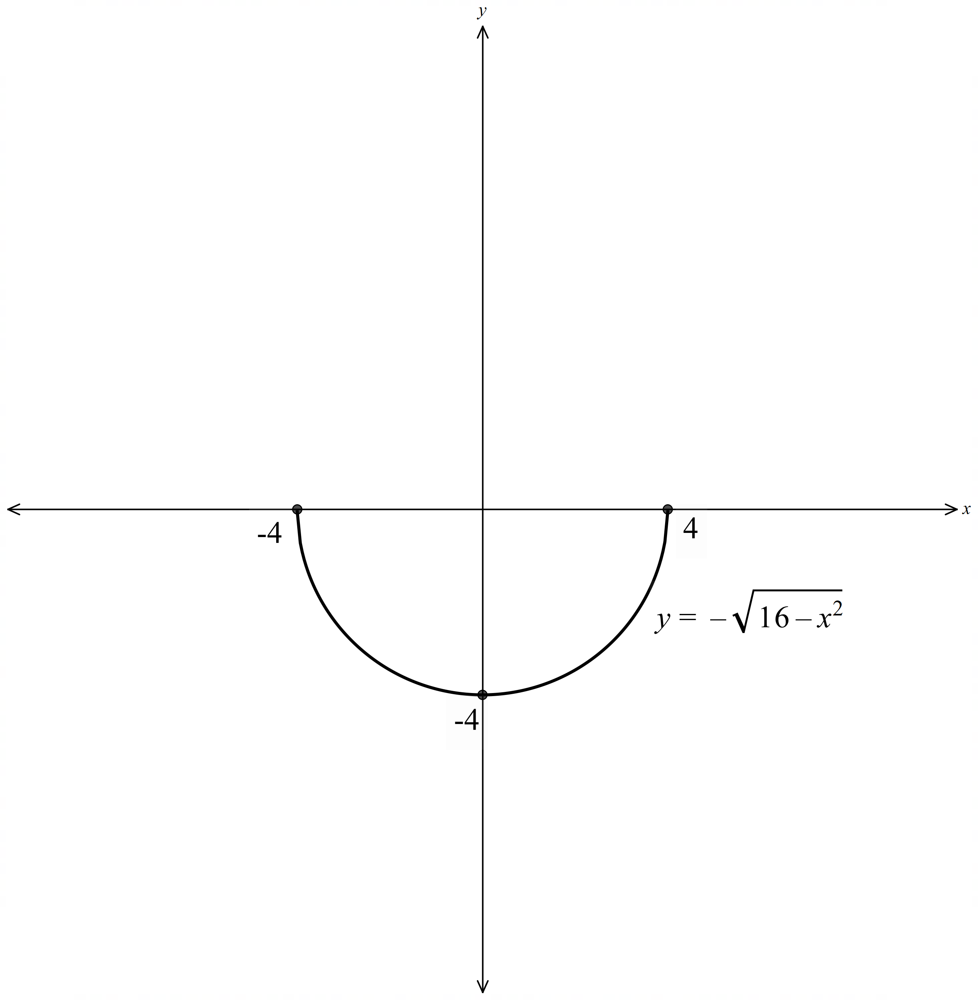 y
x
-4
4
y = −√(16 − x²)
-4